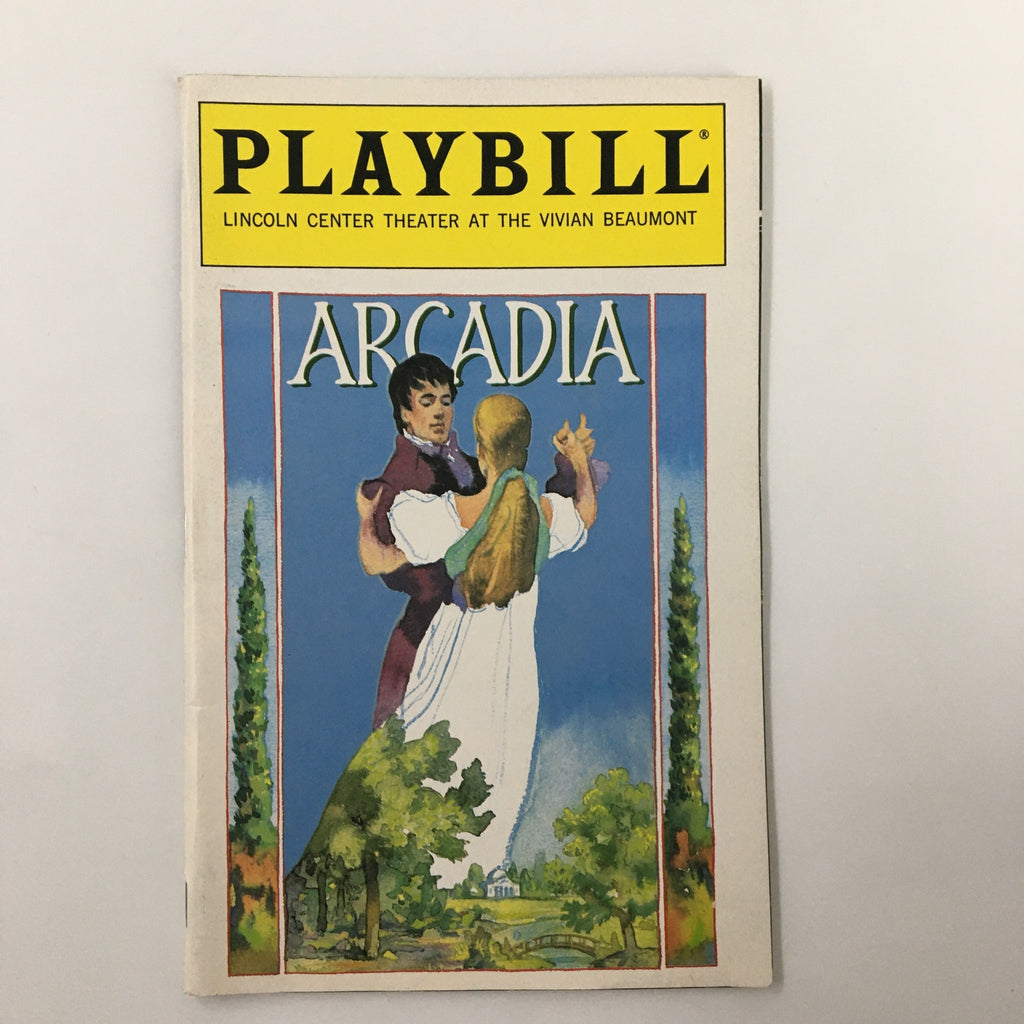 PLAYBILL®
LINCOLN CENTER THEATER AT THE VIVIAN BEAUMONT
ARCADIA